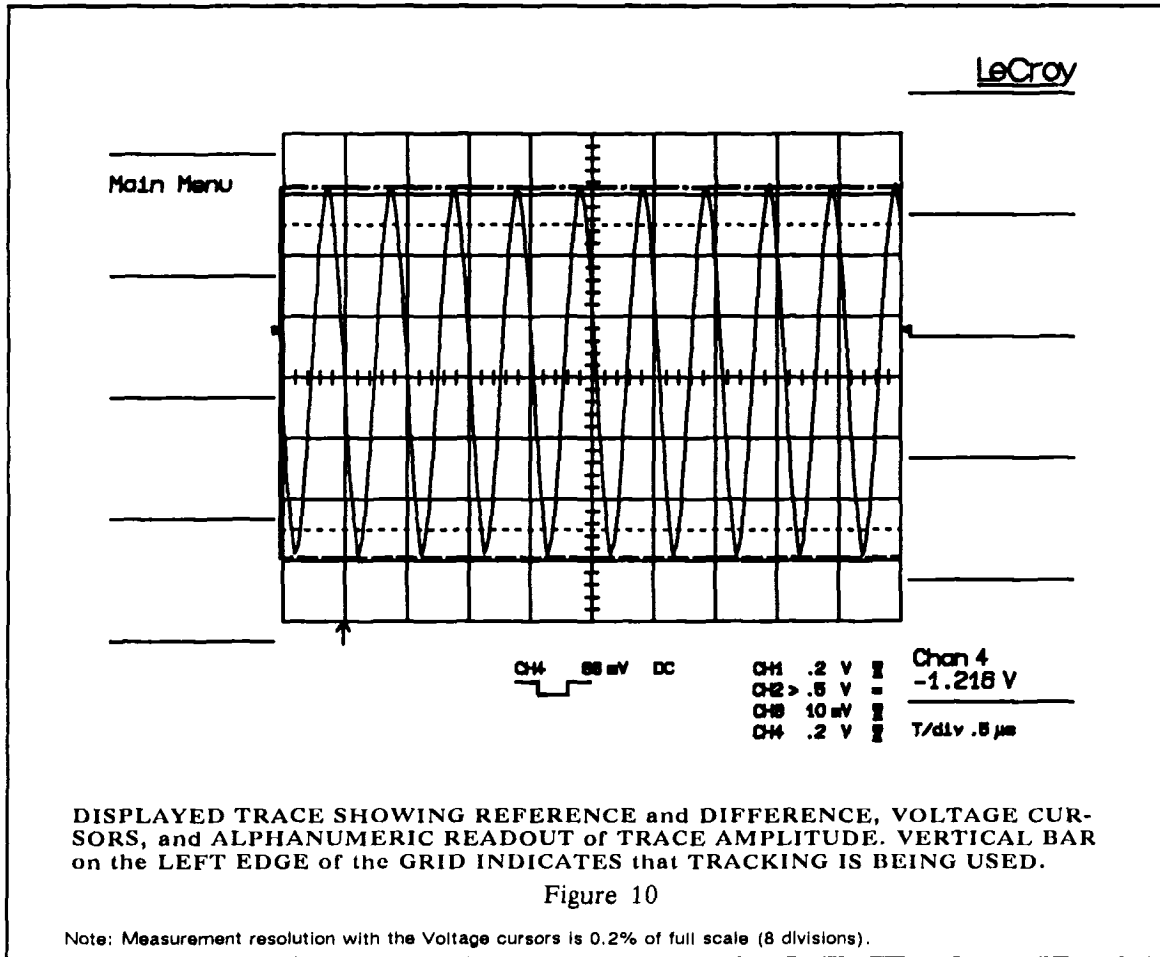 LeCroy
Main Menu
CH4 88 mV DC
CH1 .2 V
CH2 > .5 V =
CH3 10 mV
CH4 .2 V
Chan 4
-1.216 V
T/div .5 µs
DISPLAYED TRACE SHOWING REFERENCE and DIFFERENCE, VOLTAGE CUR-
SORS, and ALPHANUMERIC READOUT of TRACE AMPLITUDE. VERTICAL BAR
on the LEFT EDGE of the GRID INDICATES that TRACKING IS BEING USED.
Figure 10
Note: Measurement resolution with the Voltage cursors is 0.2% of full scale (8 divisions).